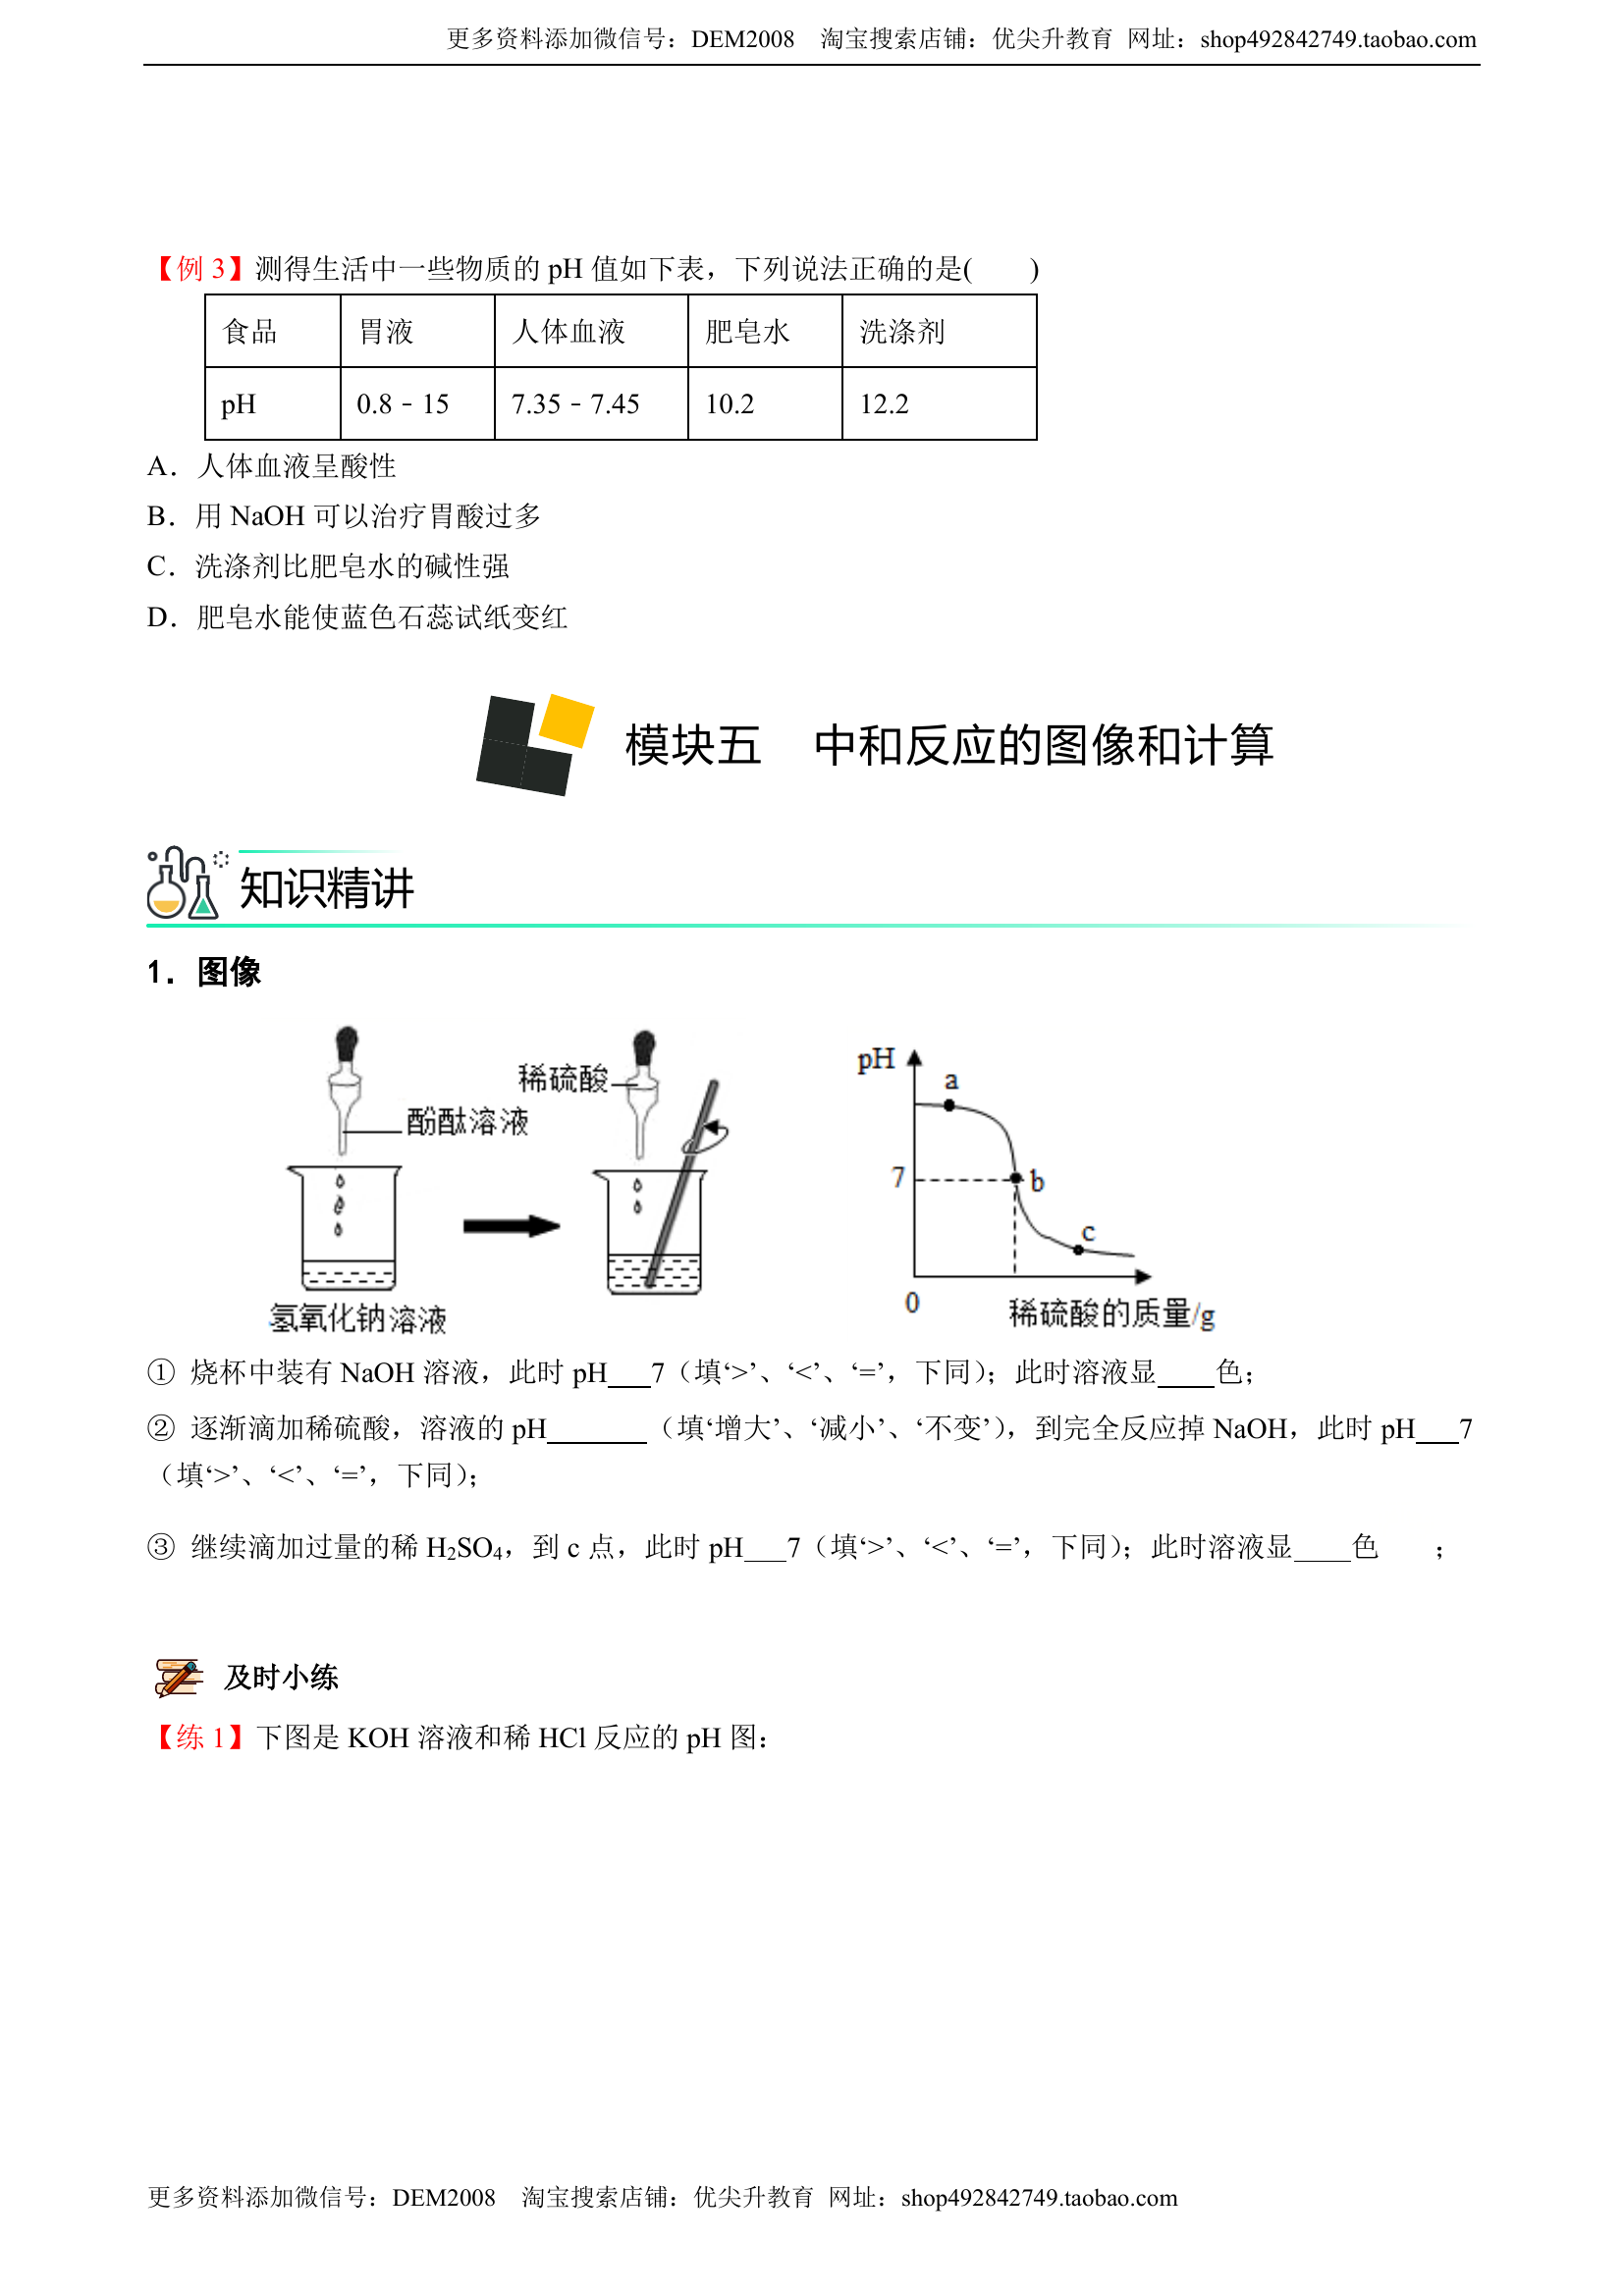 更多资料添加微信号：DEM2008 淘宝搜索店铺：优尖升教育 网址：shop492842749.taobao.com
【例 3】测得生活中一些物质的 pH 值如下表，下列说法正确的是( )
食品 胃液 人体血液 肥皂水 洗涤剂
pH 0.8﹣15 7.35﹣7.45 10.2 12.2
A．人体血液呈酸性
B．用 NaOH 可以治疗胃酸过多
C．洗涤剂比肥皂水的碱性强
D．肥皂水能使蓝色石蕊试纸变红
模块五 中和反应的图像和计算
知识精讲
1．图像
稀硫酸
酚酞溶液
氢氧化钠溶液
pH
a
7
b
c
0
稀硫酸的质量/g
① 烧杯中装有 NaOH 溶液，此时 pH___7（填‘>’、‘<’、‘=’，下同）；此时溶液显____色；
② 逐渐滴加稀硫酸，溶液的 pH_______（填‘增大’、‘减小’、‘不变’），到完全反应掉 NaOH，此时 pH___7
（填‘>’、‘<’、‘=’，下同）；
③ 继续滴加过量的稀 H₂SO₄，到 c 点，此时 pH___7（填‘>’、‘<’、‘=’，下同）；此时溶液显____色 ；
及时小练
【练 1】下图是 KOH 溶液和稀 HCl 反应的 pH 图：
更多资料添加微信号：DEM2008 淘宝搜索店铺：优尖升教育 网址：shop492842749.taobao.com